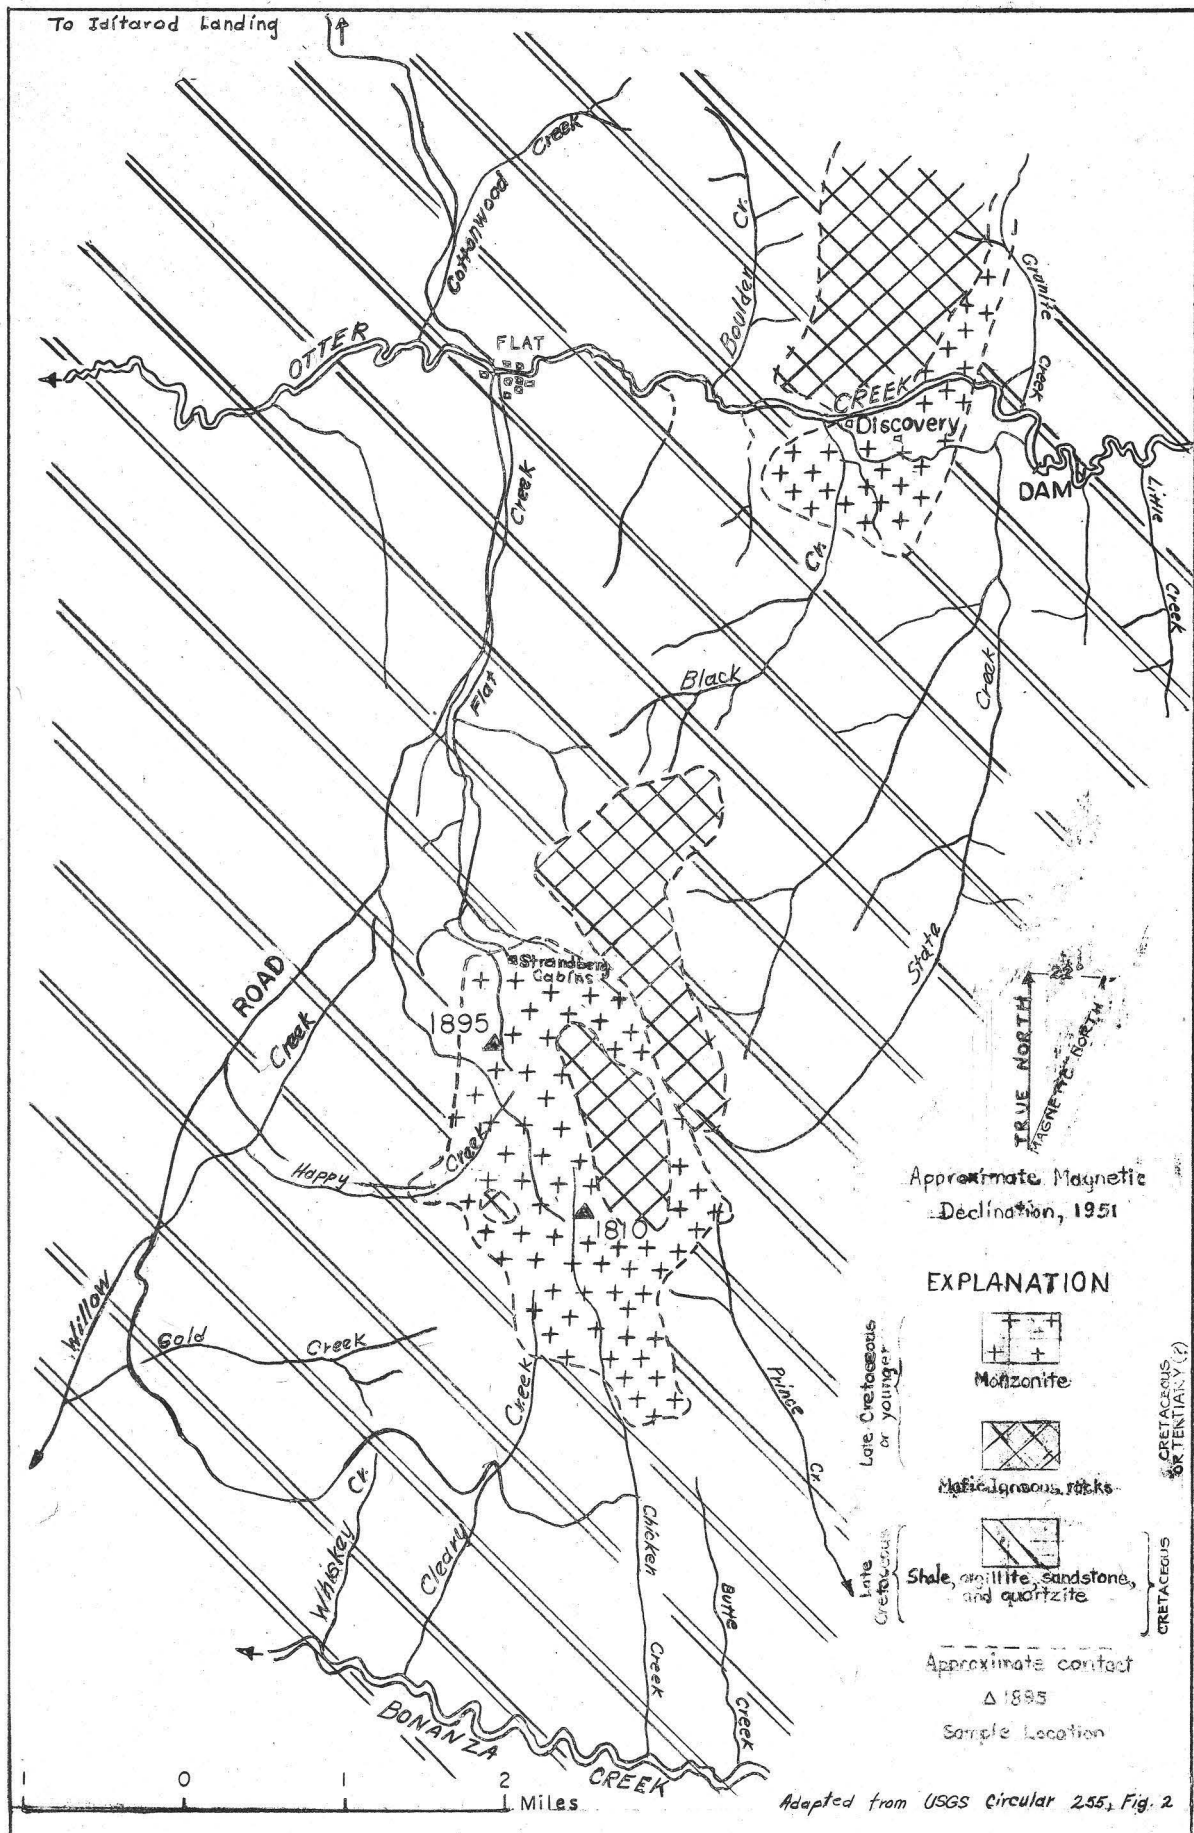 To Iditarod Landing
Creek
Cottonwood
Boulder Cr.
Granite
Creek
OTTER
FLAT
CREEK
Discovery
DAM
Little
Creek
Creek
Cr.
Black
Creek
Flat
State
Strandberg
Cabins
ROAD
Creek
1895
TRUE NORTH
MAGNETIC NORTH
Approximate Magnetic
Declination, 1951
Happy
Creek
1810
Willow
Gold
Creek
Creek
Prince
Cr.
EXPLANATION
Monzonite
Late Cretaceous
or younger
CRETACEOUS
OR TERTIARY(?)
Mafic Igneous rocks
Late
Cretaceous
Shale, argillite, sandstone,
and quartzite
CRETACEOUS
Approximate contact
△ 1895
Sample Location
Whiskey
Cr.
Cleary
Chicken
Creek
Butte
Creek
BONANZA
CREEK
1 0 1 2
Miles
Adapted from USGS Circular 255, Fig. 2